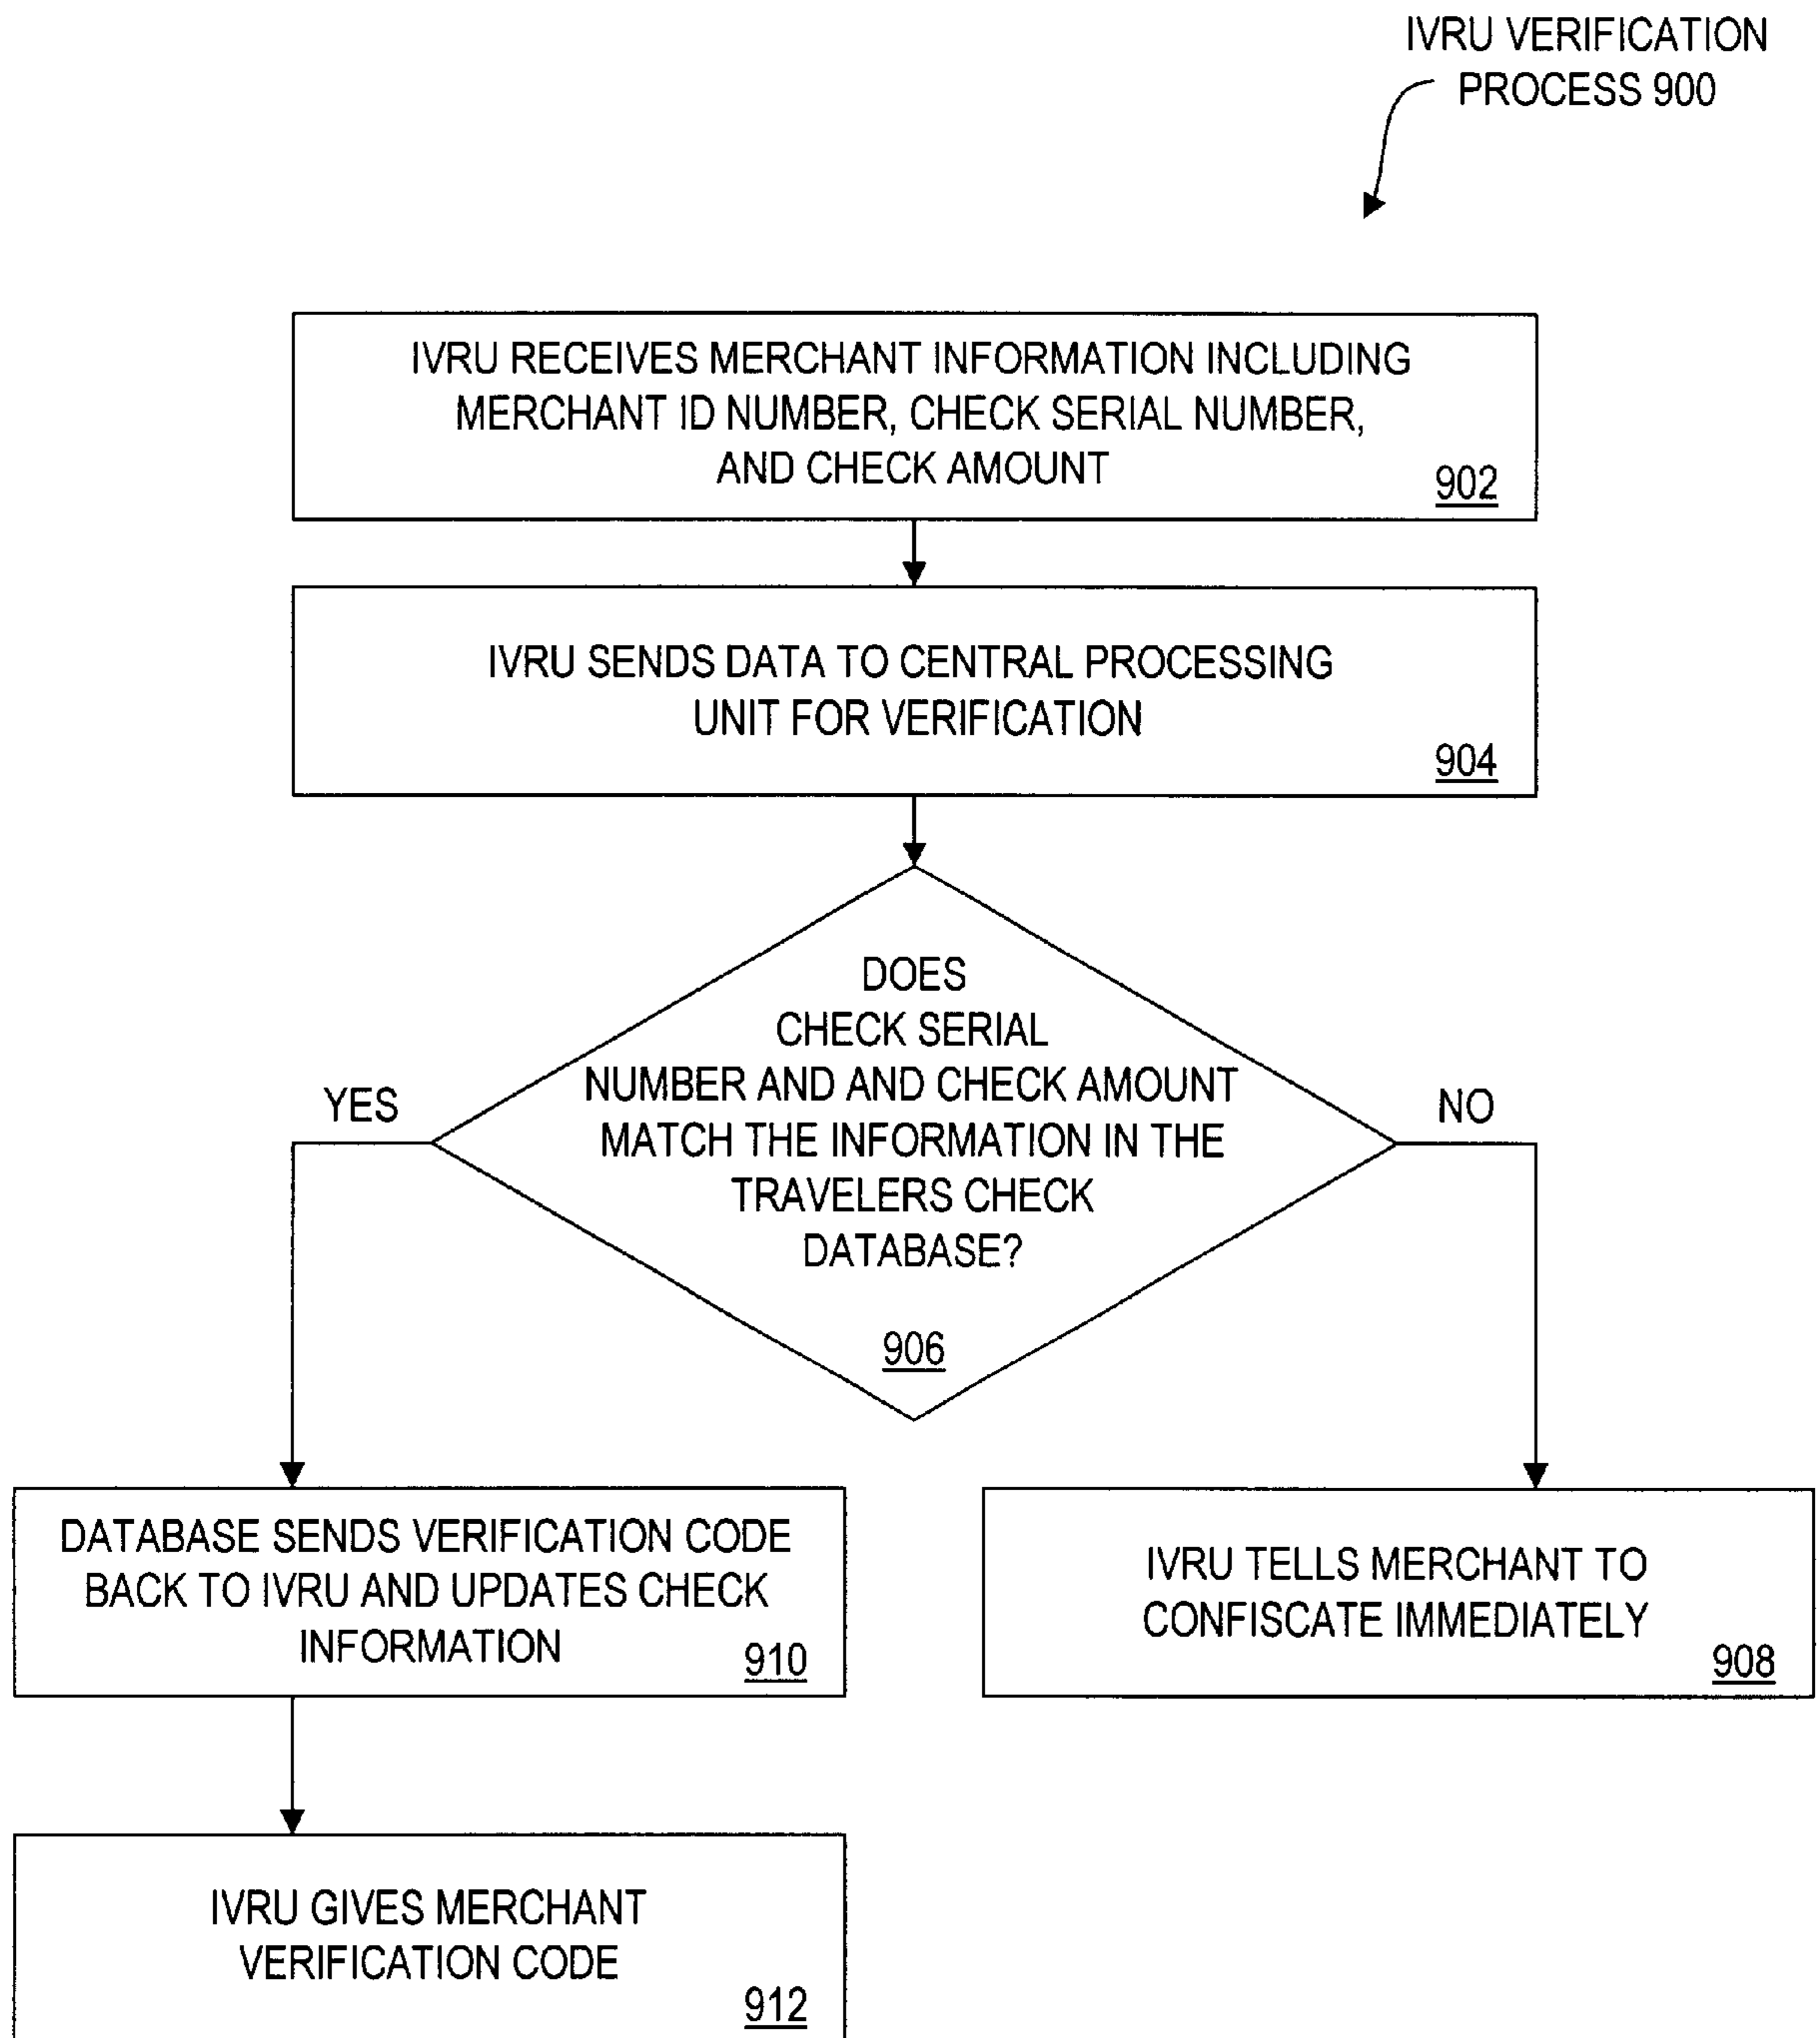 IVRU VERIFICATION
PROCESS 900
IVRU RECEIVES MERCHANT INFORMATION INCLUDING
MERCHANT ID NUMBER, CHECK SERIAL NUMBER,
AND CHECK AMOUNT
902
IVRU SENDS DATA TO CENTRAL PROCESSING
UNIT FOR VERIFICATION
904
DOES
CHECK SERIAL
NUMBER AND AND CHECK AMOUNT
MATCH THE INFORMATION IN THE
TRAVELERS CHECK
DATABASE?
906
YES
NO
DATABASE SENDS VERIFICATION CODE
BACK TO IVRU AND UPDATES CHECK
INFORMATION
910
IVRU TELLS MERCHANT TO
CONFISCATE IMMEDIATELY
908
IVRU GIVES MERCHANT
VERIFICATION CODE
912